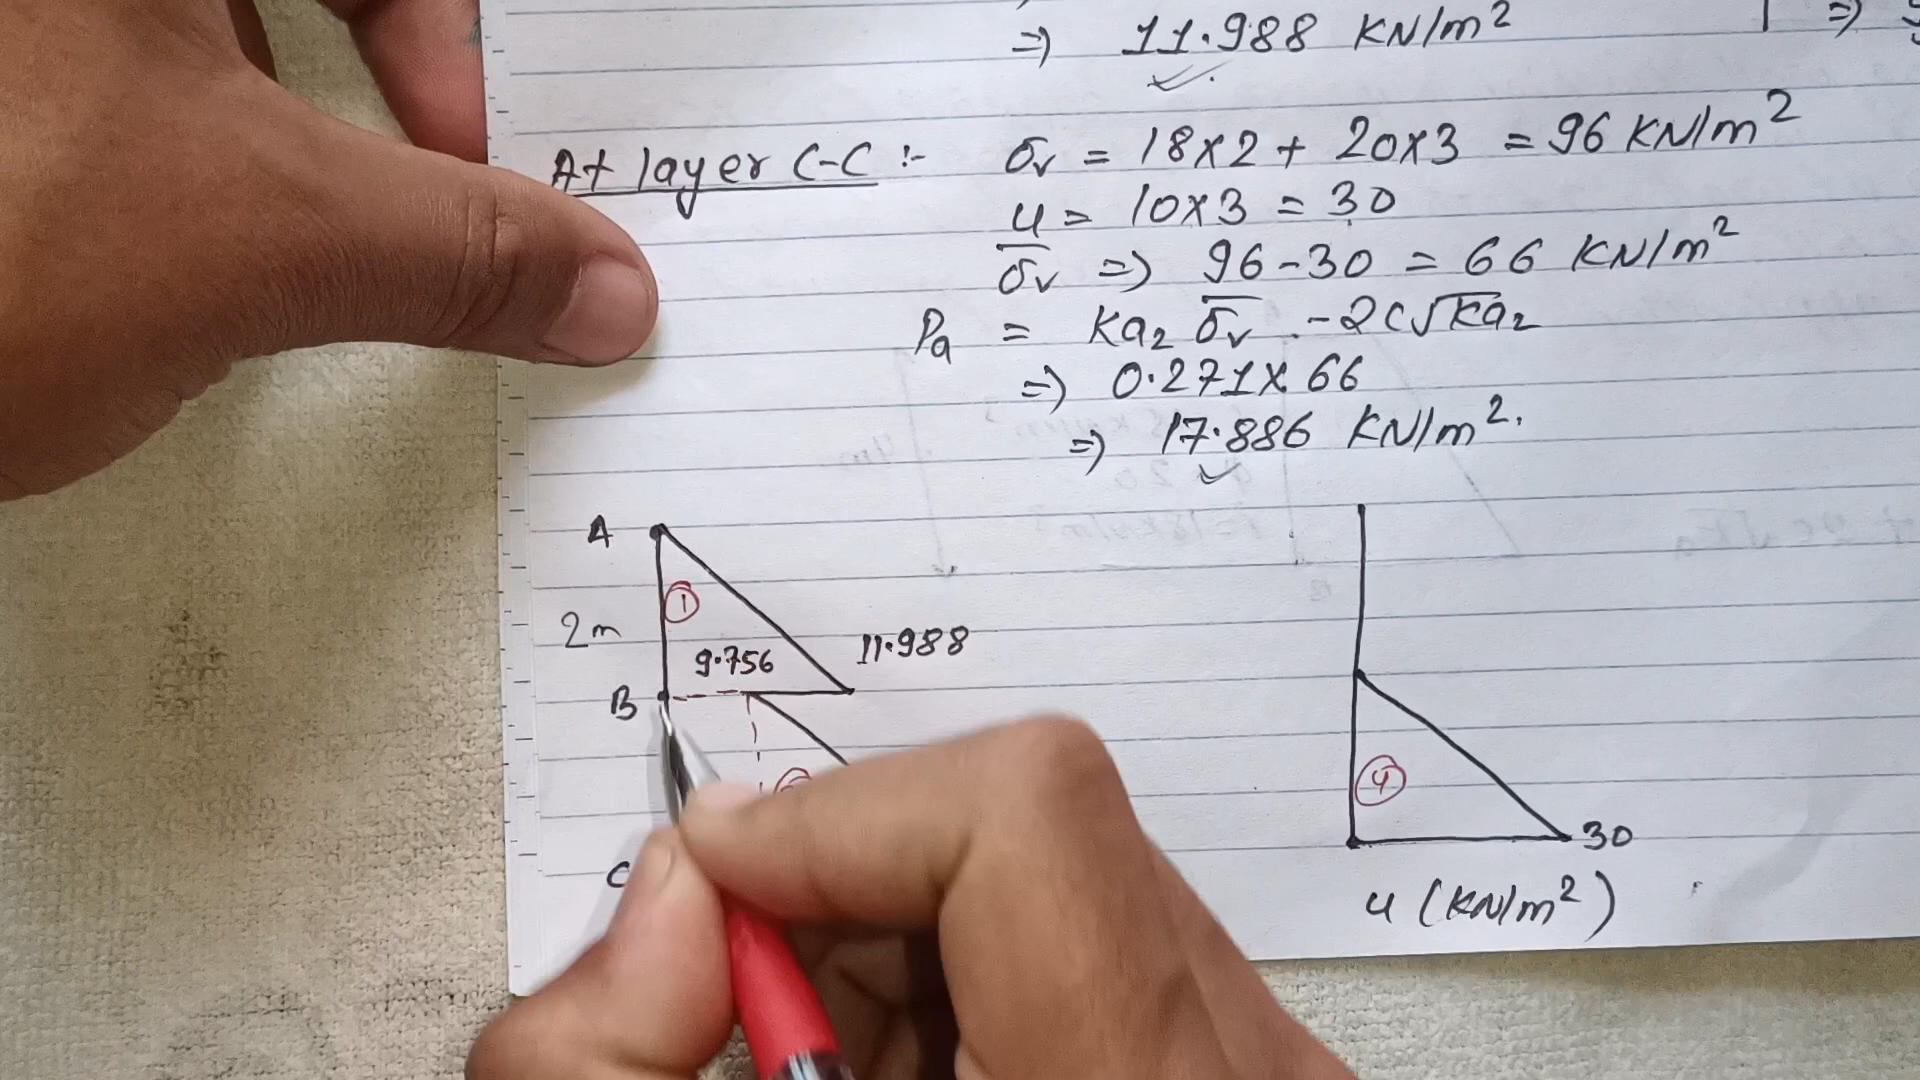 =) 11.988 KN/m² =)
At layer C-C :- σv = 18x2 + 20x3 = 96 KN/m²
u = 10x3 = 30
σ̅v =) 96-30 = 66 KN/m²
Pa = Ka₂ σ̅v - 2C√Ka₂
=) 0.271x 66
=) 17.886 KN/m².
A
1
2m
9.756 11.988
B
4
C
30
u (KN/m²)